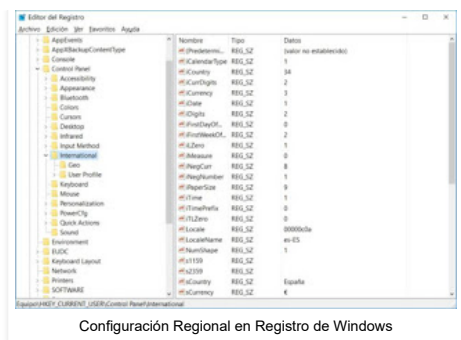 Editor del Registro
Archivo Edición Ver Favoritos Ayuda
AppEvents
AppXBackupContentType
Console
Control Panel
Accessibility
Appearance
Bluetooth
Colors
Cursors
Desktop
Infrared
Input Method
International
Geo
User Profile
Keyboard
Mouse
Personalization
PowerCfg
Quick Actions
Sound
Environment
EUDC
Keyboard Layout
Network
Printers
SOFTWARE
Nombre Tipo Datos
(Predetermi... REG_SZ (valor no establecido)
iCalendarType REG_SZ 1
iCountry REG_SZ 34
iCurrDigits REG_SZ 2
iCurrency REG_SZ 3
iDate REG_SZ 1
iDigits REG_SZ 2
iFirstDayOf... REG_SZ 0
iFirstWeekOf... REG_SZ 2
iLZero REG_SZ 1
iMeasure REG_SZ 0
iNegCurr REG_SZ 8
iNegNumber REG_SZ 1
iPaperSize REG_SZ 9
iTime REG_SZ 1
iTimePrefix REG_SZ 0
iTLZero REG_SZ 0
Locale REG_SZ 00000c0a
LocaleName REG_SZ es-ES
NumShape REG_SZ 1
s1159 REG_SZ
s2359 REG_SZ
sCountry REG_SZ España
sCurrency REG_SZ €
Equipo\HKEY_CURRENT_USER\Control Panel\International
Configuración Regional en Registro de Windows